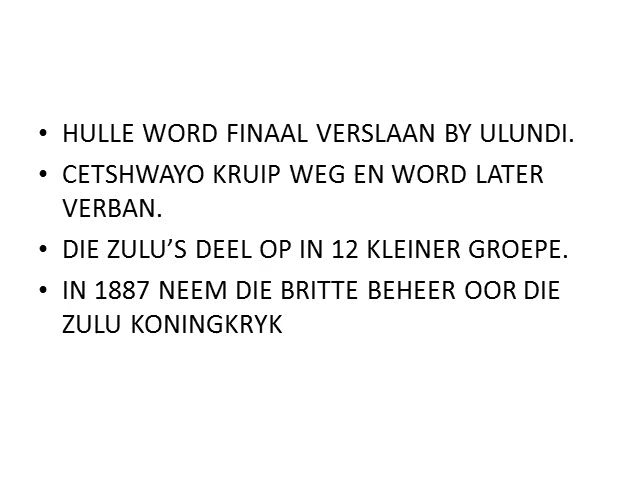 • HULLE WORD FINAAL VERSLAAN BY ULUNDI.
• CETSHWAYO KRUIP WEG EN WORD LATER
VERBAN.
• DIE ZULU’S DEEL OP IN 12 KLEINER GROEPE.
• IN 1887 NEEM DIE BRITTE BEHEER OOR DIE
ZULU KONINGKRYK